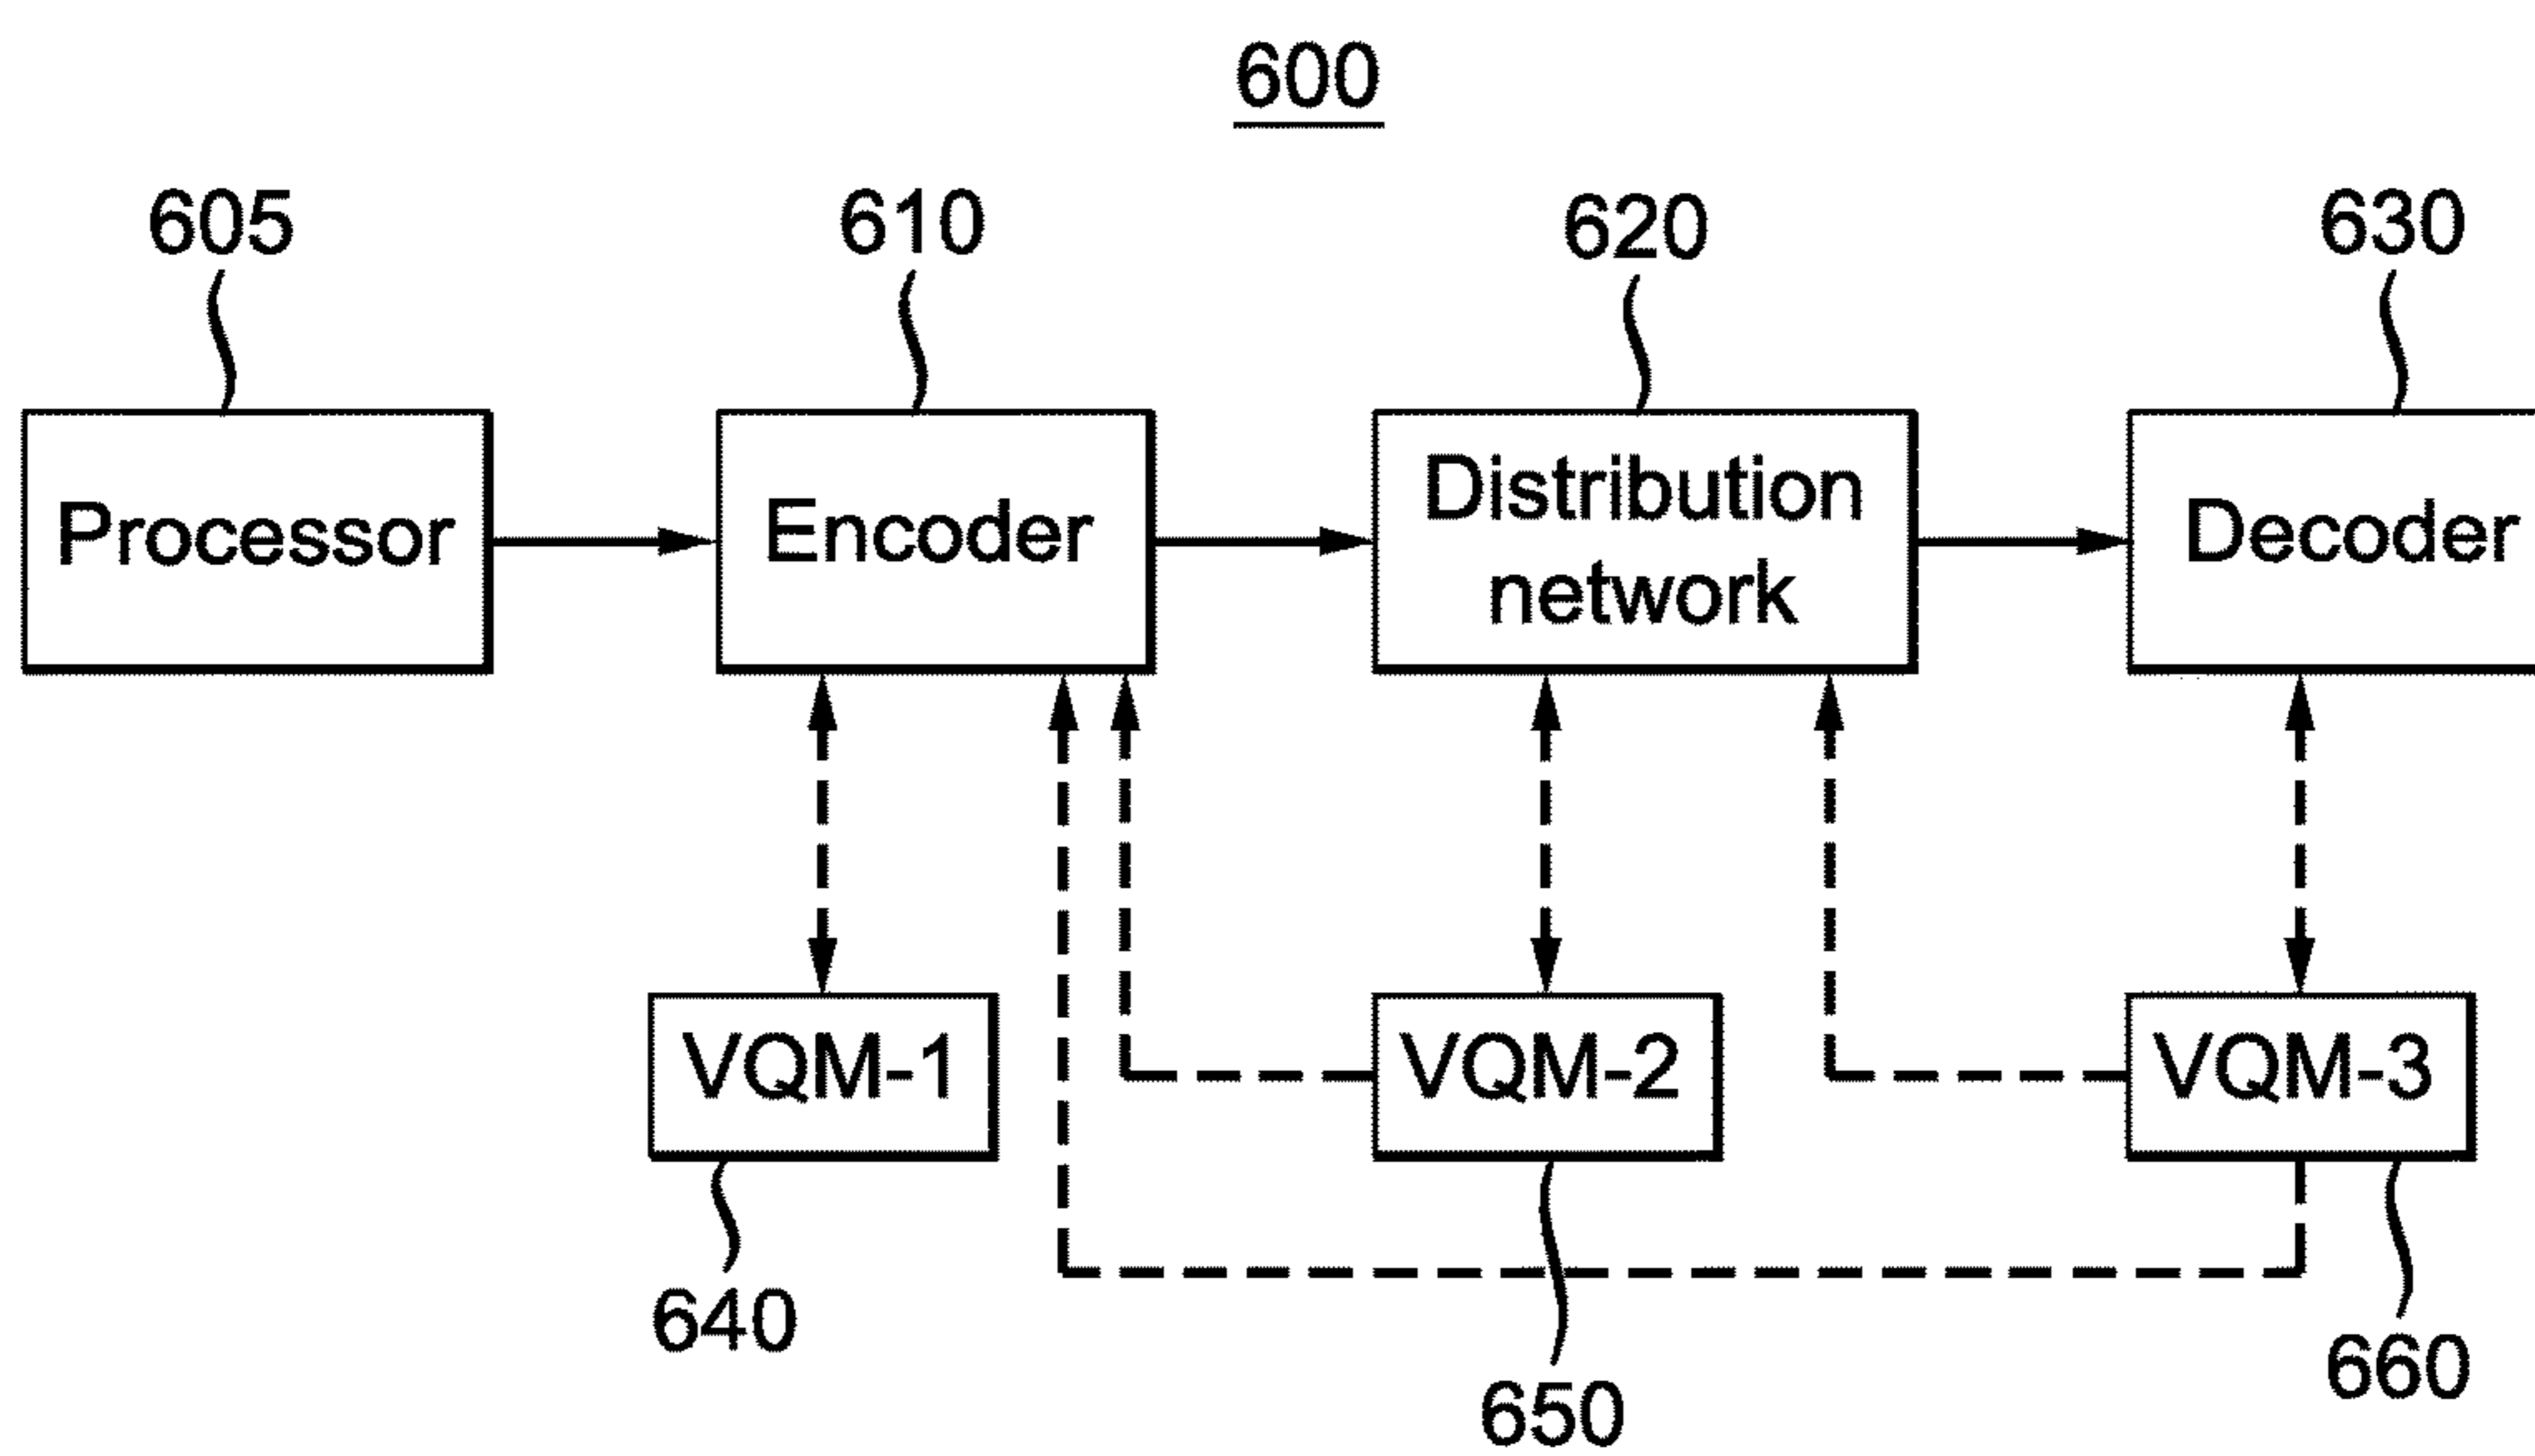 600
605
610
620
630
Processor
Encoder
Distribution
network
Decoder
VQM-1
VQM-2
VQM-3
640
650
660